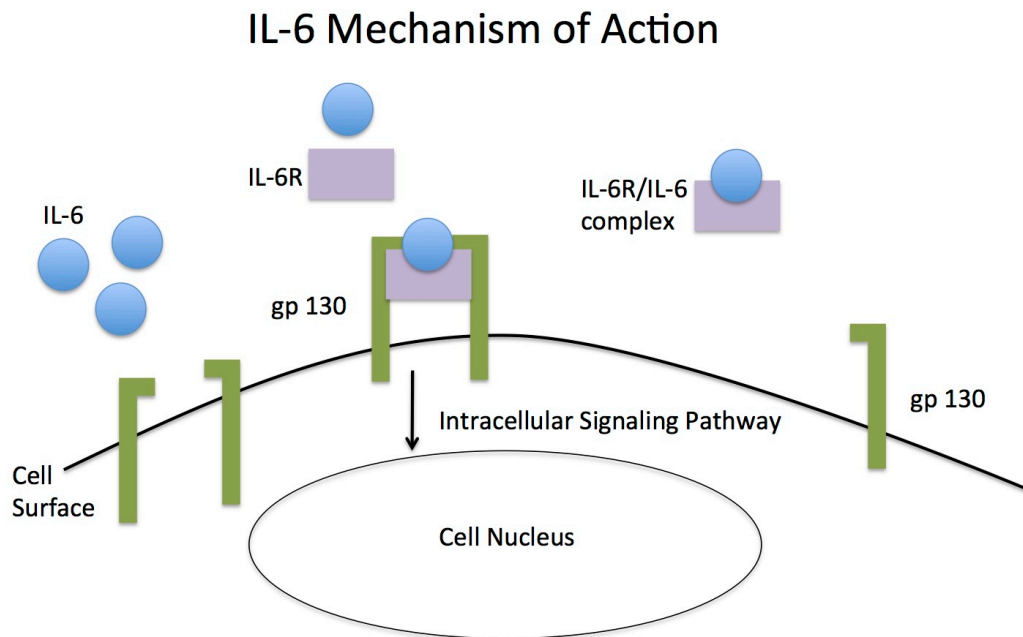 IL-6 Mechanism of Action
IL-6R
IL-6R/IL-6
complex
IL-6
gp 130
gp 130
Intracellular Signaling Pathway
Cell
Surface
Cell Nucleus